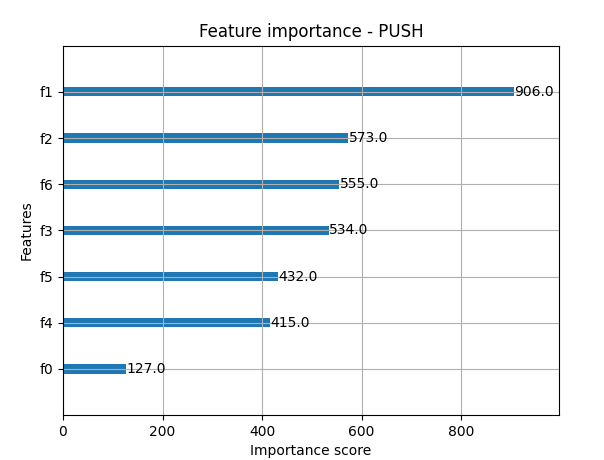 Feature importance - PUSH
f1
906.0
f2
573.0
f6
555.0
f3
534.0
f5
432.0
f4
415.0
f0
127.0
Features
0 200 400 600 800
Importance score